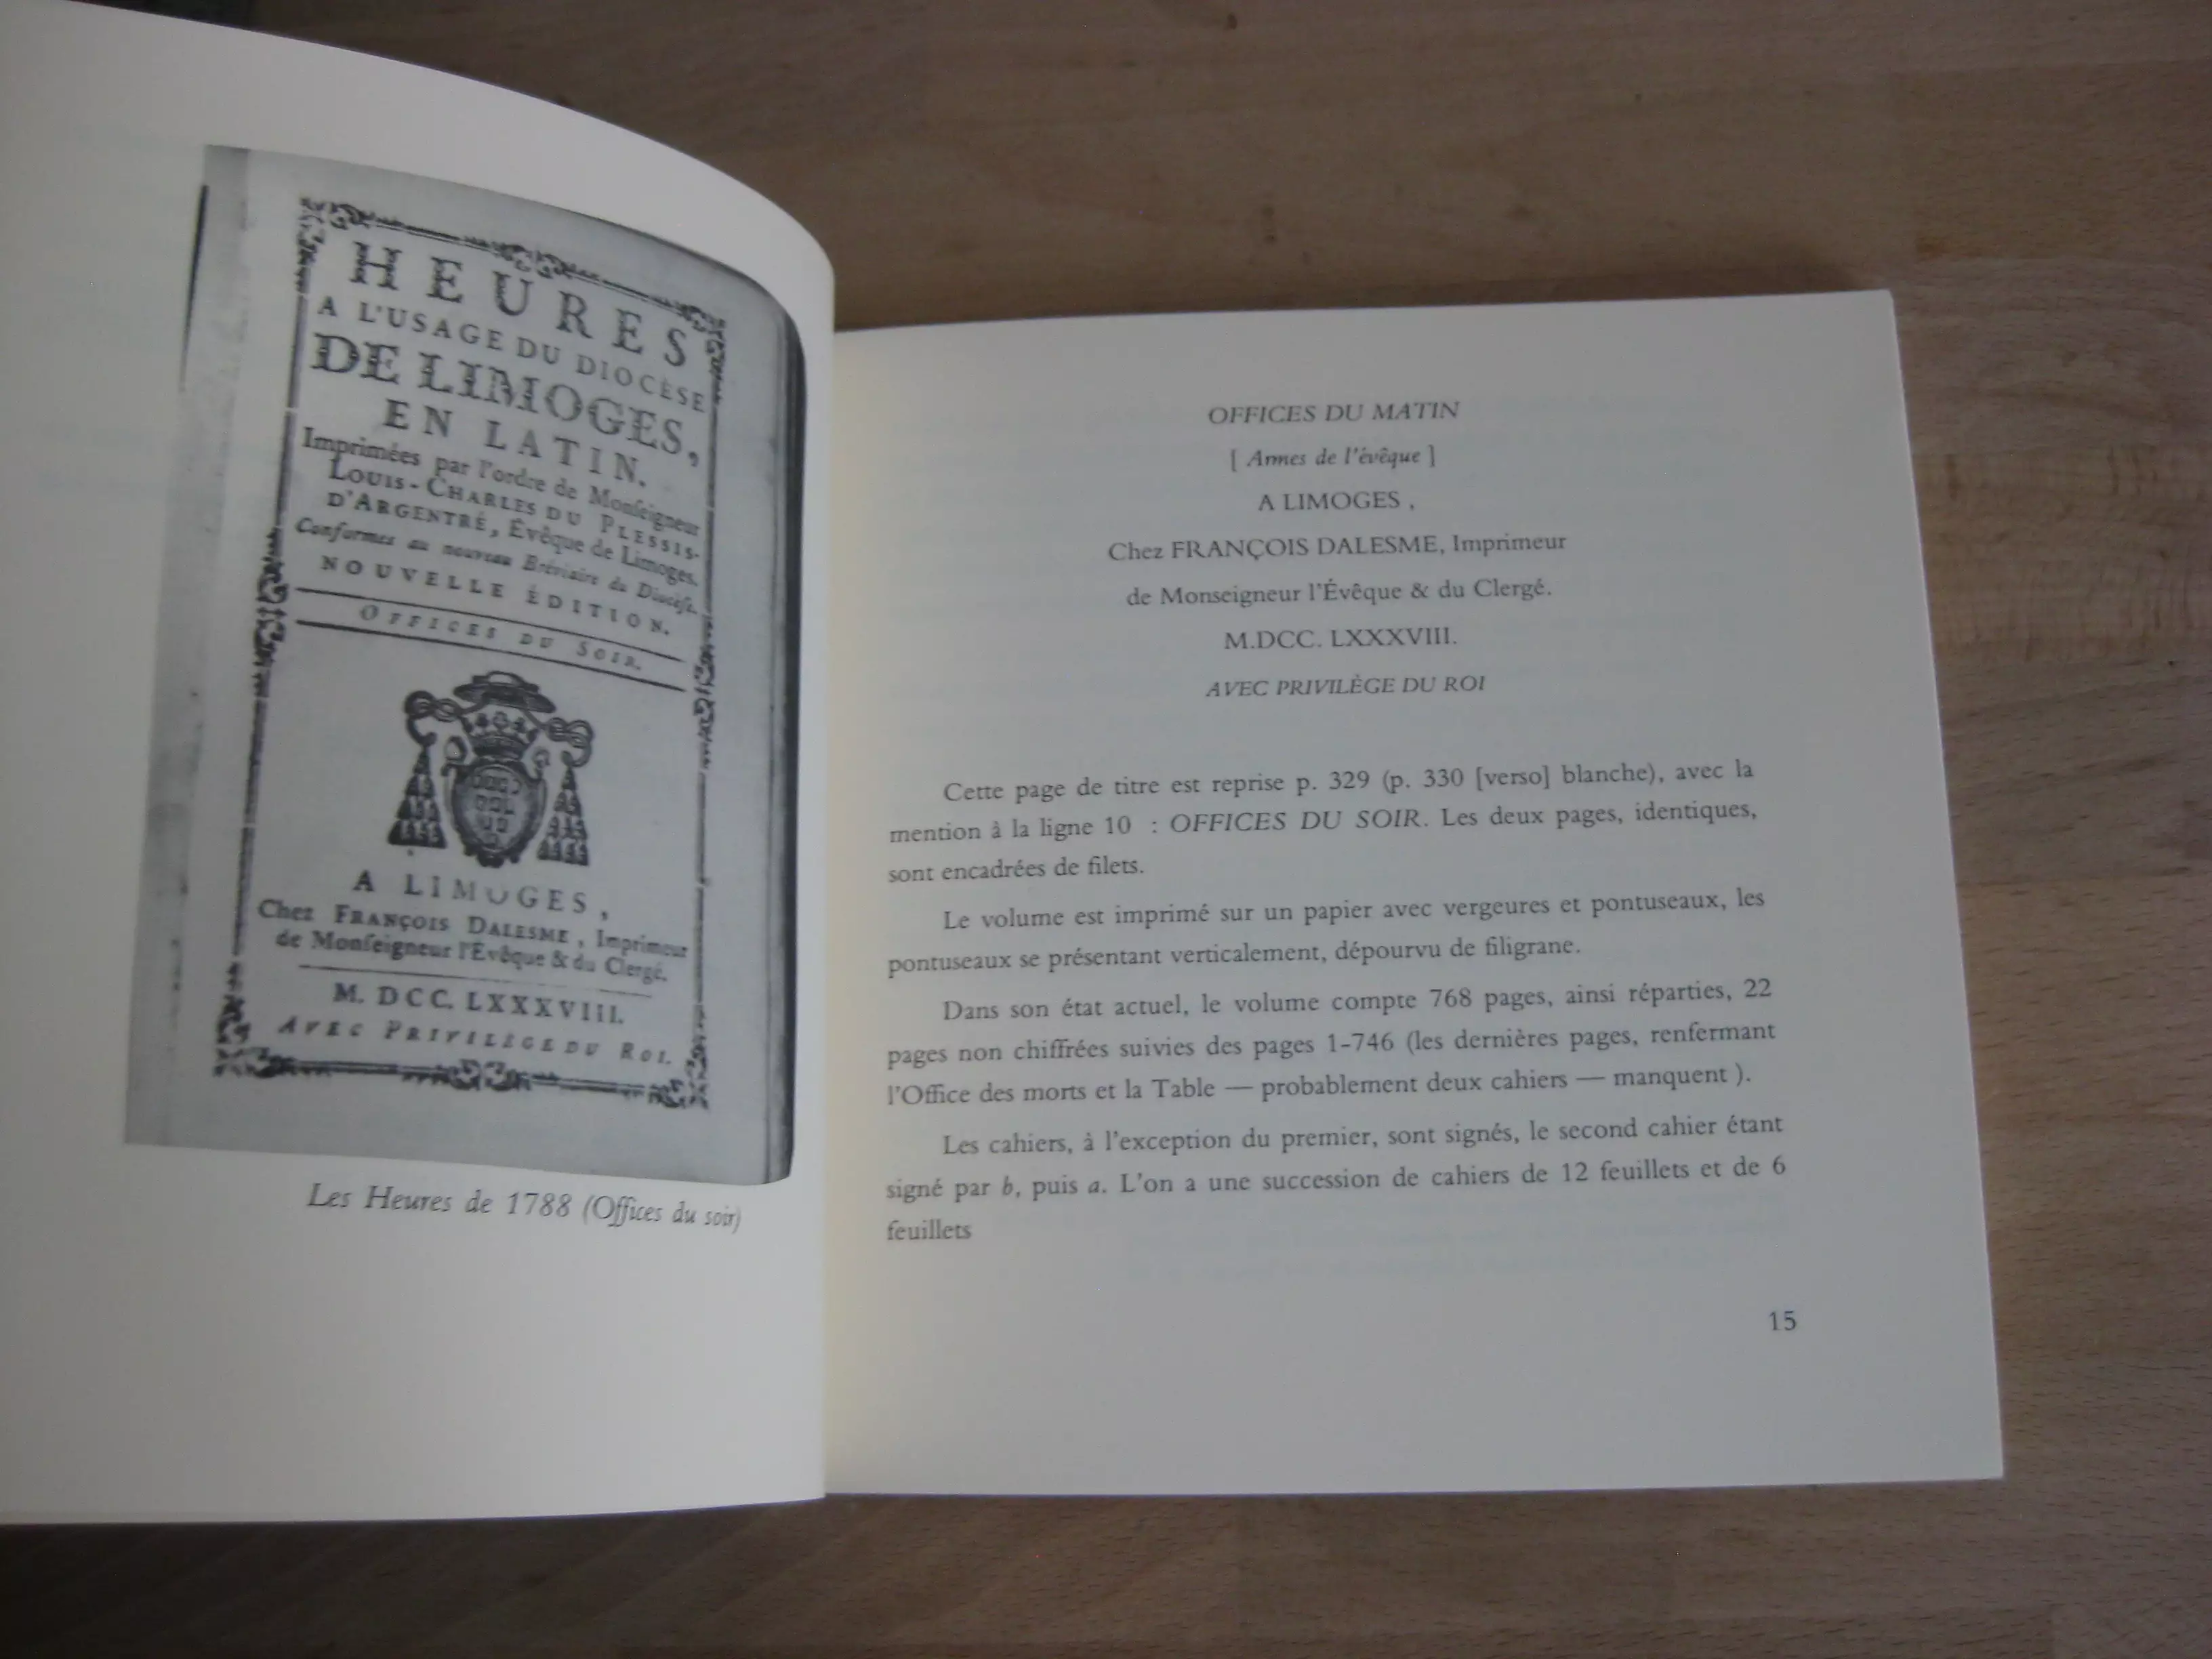 HEURES
A L'USAGE DU DIOCÈSE
DE LIMOGES,
EN LATIN.
Imprimées par l'ordre de Monſeigneur
LOUIS-CHARLES DU PLESSIS-
D'ARGENTRÉ, Évêque de Limoges.
Conformes au nouveau Bréviaire du Diocèſe.
NOUVELLE ÉDITION.
OFFICES DU SOIR.
A LIMOGES,
Chez FRANÇOIS DALESME, Imprimeur
de Monſeigneur l'Évêque & du Clergé.
M. DCC. LXXXVIII.
AVEC PRIVILÈGE DU ROI.
Les Heures de 1788 (Offices du soir)
OFFICES DU MATIN
[ Armes de l'évêque ]
A LIMOGES ,
Chez FRANÇOIS DALESME, Imprimeur
de Monseigneur l'Évêque & du Clergé.
M.DCC. LXXXVIII.
AVEC PRIVILÈGE DU ROI
Cette page de titre est reprise p. 329 (p. 330 [verso] blanche), avec la
mention à la ligne 10 : OFFICES DU SOIR. Les deux pages, identiques,
sont encadrées de filets.
Le volume est imprimé sur un papier avec vergeures et pontuseaux, les
pontuseaux se présentant verticalement, dépourvu de filigrane.
Dans son état actuel, le volume compte 768 pages, ainsi réparties, 22
pages non chiffrées suivies des pages 1-746 (les dernières pages, renfermant
l'Office des morts et la Table — probablement deux cahiers — manquent ).
Les cahiers, à l'exception du premier, sont signés, le second cahier étant
signé par b, puis a. L'on a une succession de cahiers de 12 feuillets et de 6
feuillets
15